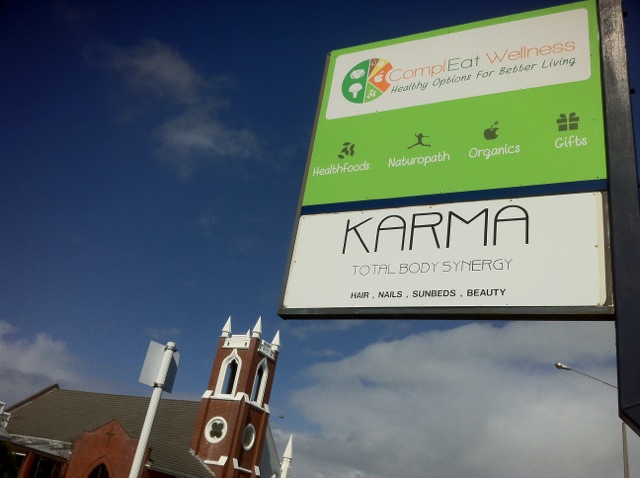 ComplEat Wellness
Healthy Options For Better Living
Healthfoods Naturopath Organics Gifts
KARMA
TOTAL BODY SYNERGY
HAIR , NAILS , SUNBEDS , BEAUTY